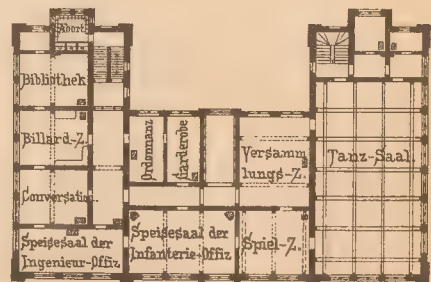 Abort
Bibliothek
Billard-Z.
Conversation.
Speisesaal der
Ingenieur-Offiz
Ordonnanz
Garderobe
Speisesaal der
Infanterie-Offiz
Versamm
lungs-Z.
Spiel-Z.
Tanz-Saal.